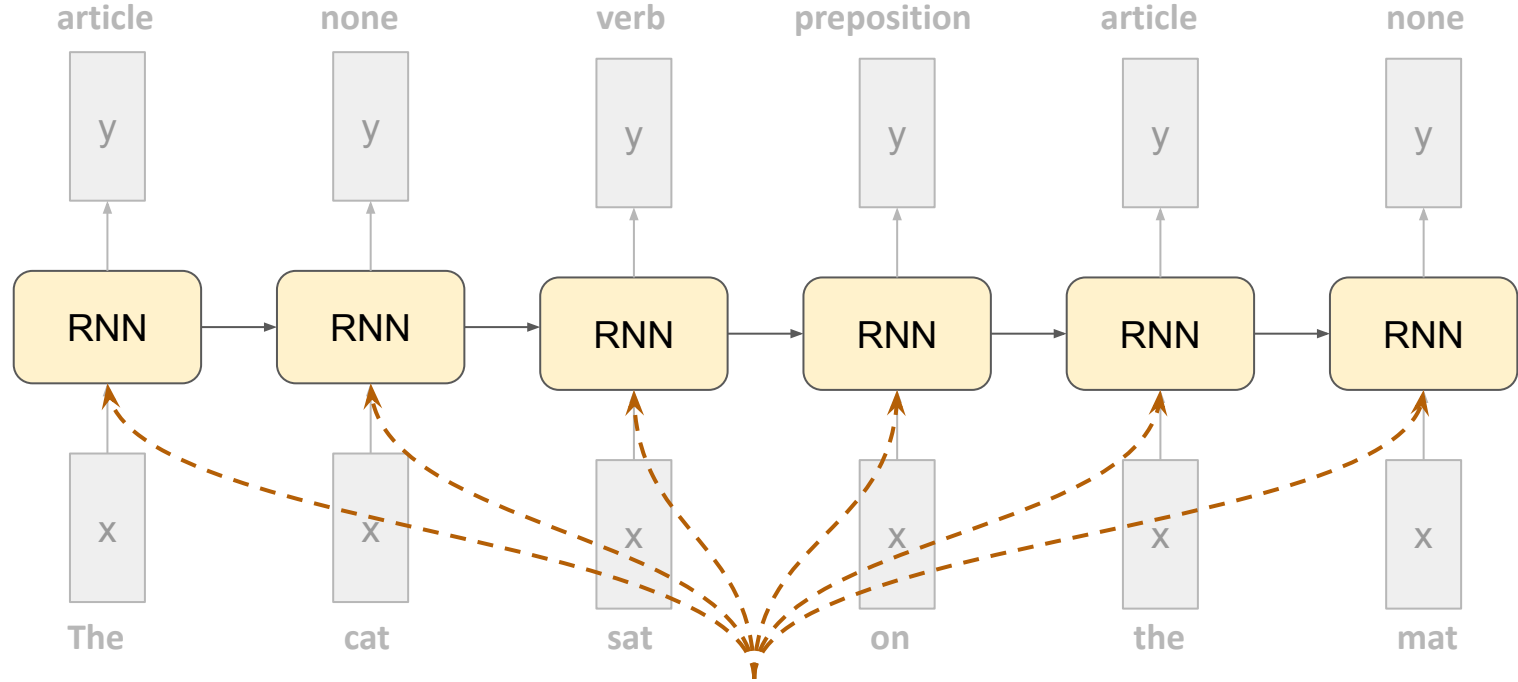 article none verb preposition article none
y y y y y y
RNN RNN RNN RNN RNN RNN
x x x x x x
The cat sat on the mat